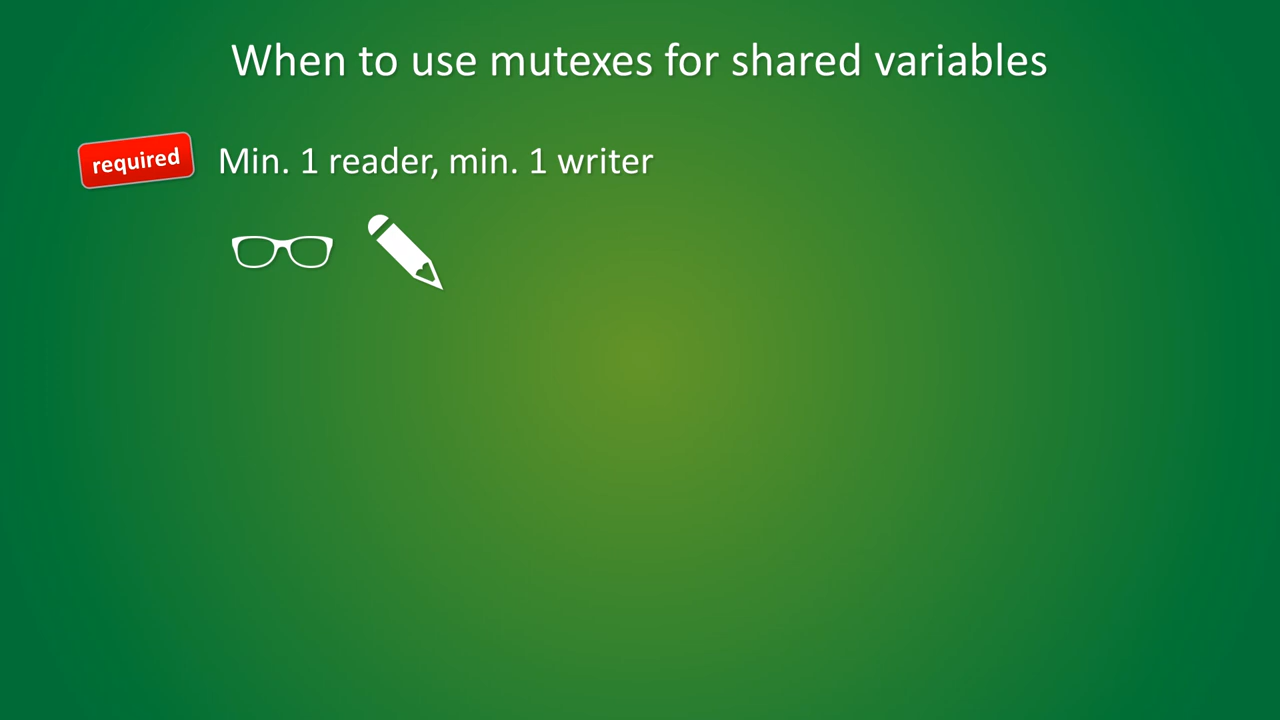 When to use mutexes for shared variables
required
Min. 1 reader, min. 1 writer